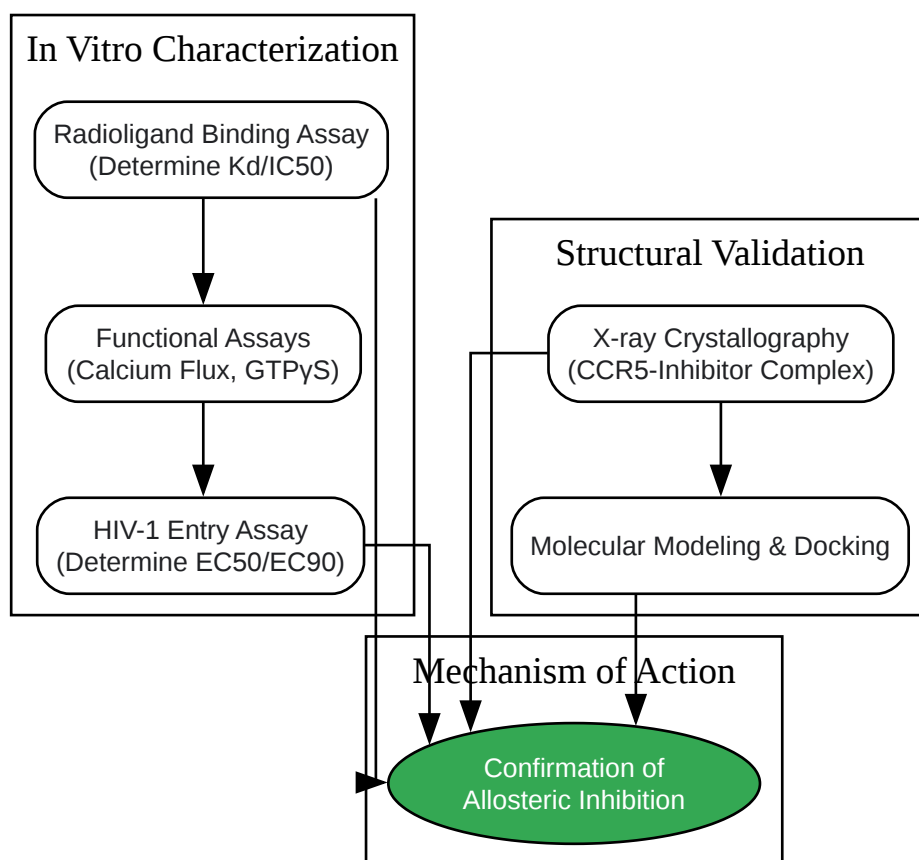 In Vitro Characterization
Radioligand Binding Assay
(Determine Kd/IC50)
Functional Assays
(Calcium Flux, GTPγS)
HIV-1 Entry Assay
(Determine EC50/EC90)
Structural Validation
X-ray Crystallography
(CCR5-Inhibitor Complex)
Molecular Modeling & Docking
Mechanism of Action
Confirmation of
Allosteric Inhibition